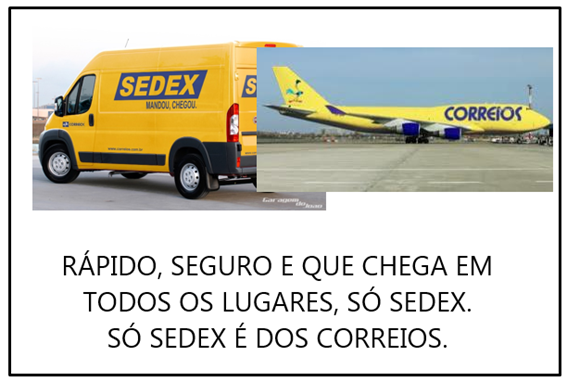 SEDEX
MANDOU, CHEGOU.
CORREIOS
RÁPIDO, SEGURO E QUE CHEGA EM
TODOS OS LUGARES, SÓ SEDEX.
SÓ SEDEX É DOS CORREIOS.